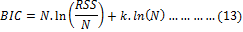 BIC = N.ln(RSS/N) + k.ln(N) … … … … (13)